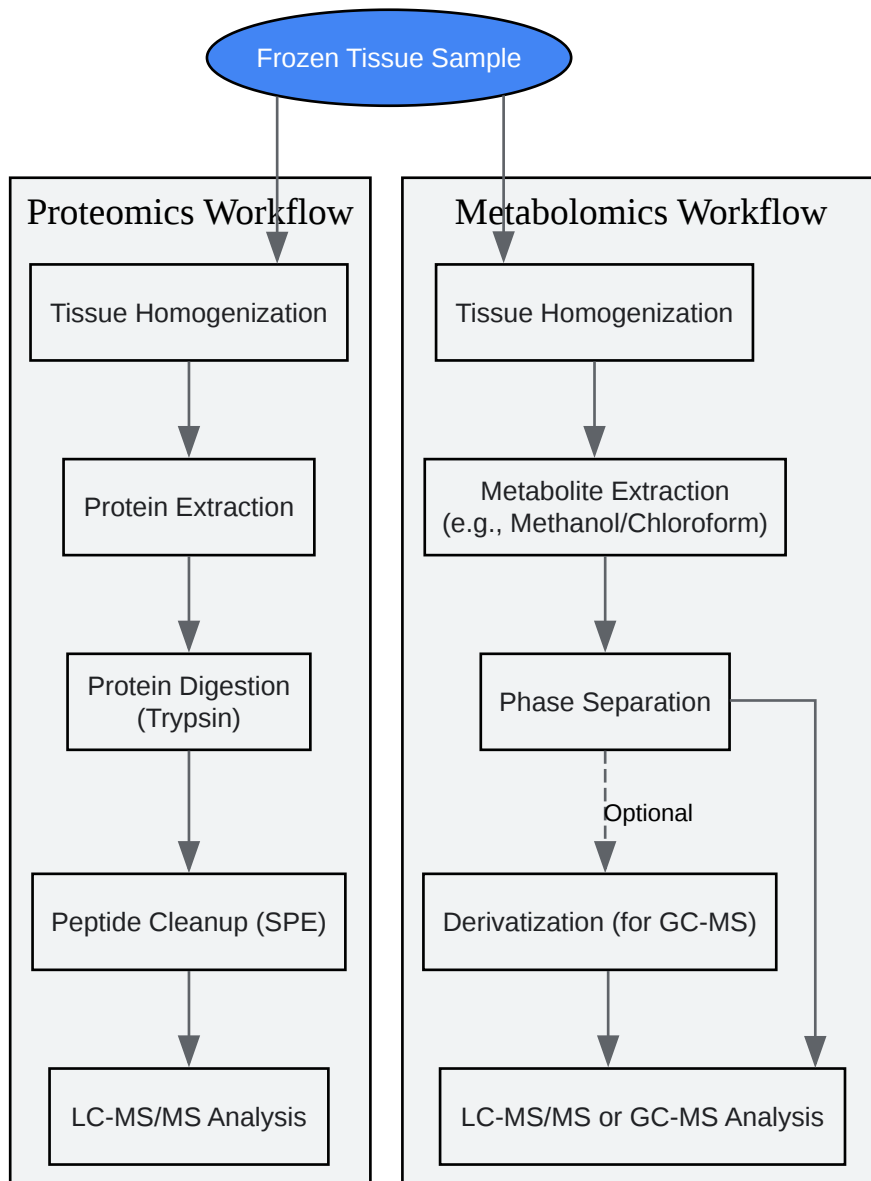 Frozen Tissue Sample
Proteomics Workflow
Tissue Homogenization
Protein Extraction
Protein Digestion
(Trypsin)
Peptide Cleanup (SPE)
LC-MS/MS Analysis
Metabolomics Workflow
Tissue Homogenization
Metabolite Extraction
(e.g., Methanol/Chloroform)
Phase Separation
Optional
Derivatization (for GC-MS)
LC-MS/MS or GC-MS Analysis